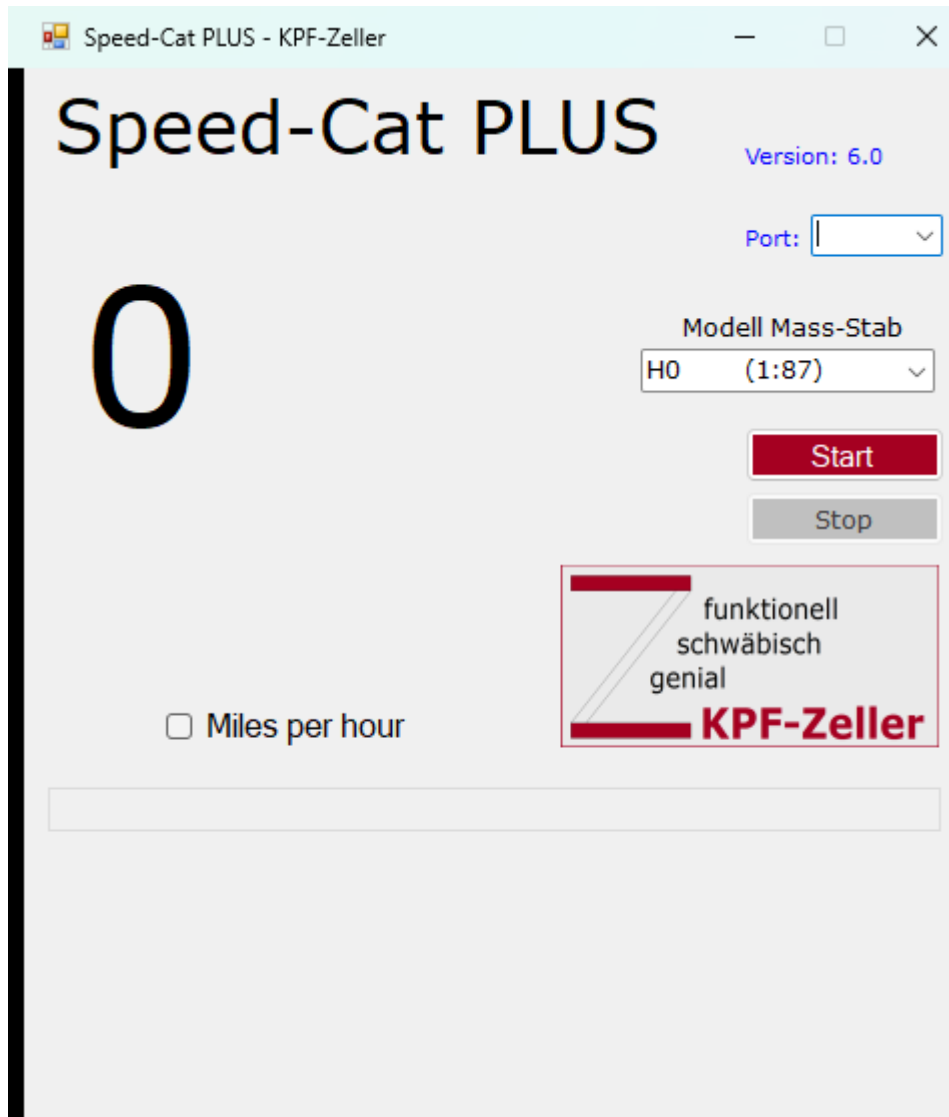 Speed-Cat PLUS - KPF-Zeller
Speed-Cat PLUS
Version: 6.0
Port:
0
Modell Mass-Stab
H0 (1:87)
Start
Stop
funktionell
schwäbisch
genial
KPF-Zeller
Miles per hour